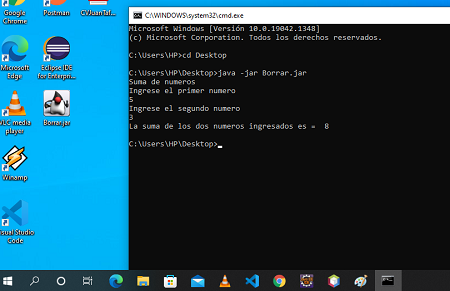 Google
Chrome
Postman
CVJuanTaf...
Microsoft
Edge
Eclipse IDE
for Enterpri...
VLC media
player
Borrar.jar
Winamp
Visual Studio
Code
C:\WINDOWS\system32\cmd.exe
Microsoft Windows [Versión 10.0.19042.1348]
(c) Microsoft Corporation. Todos los derechos reservados.
C:\Users\HP>cd Desktop
C:\Users\HP\Desktop>java -jar Borrar.jar
Suma de numeros
Ingrese el primer numero
5
Ingrese el segundo numero
3
La suma de los dos numeros ingresados es =  8
C:\Users\HP\Desktop>